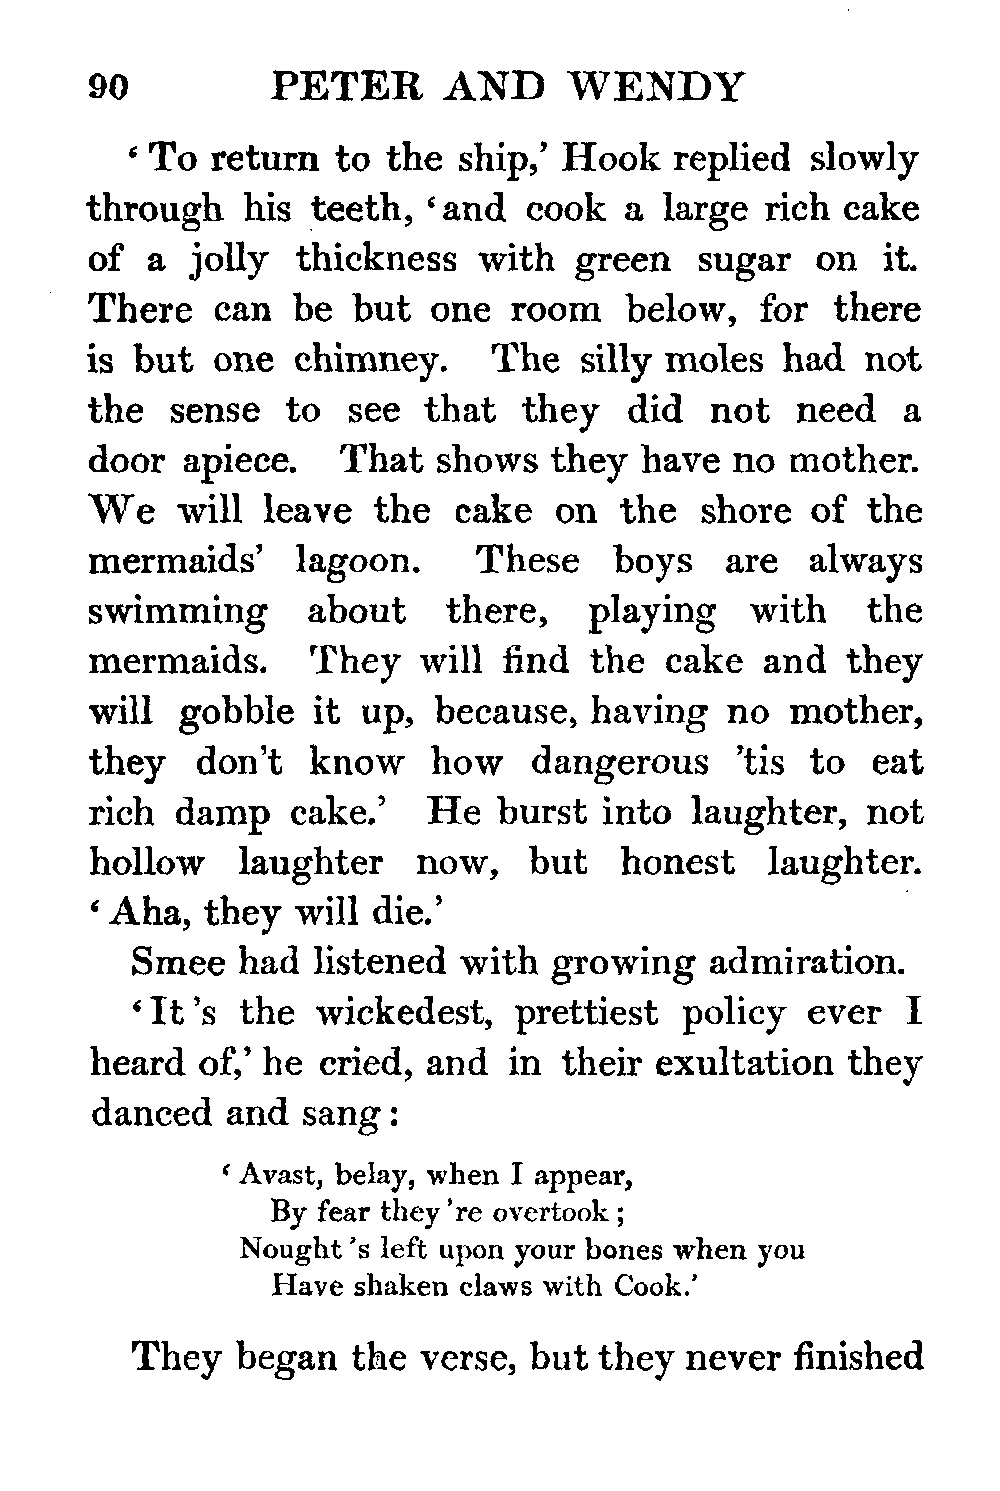 90 PETER AND WENDY
‘ To return to the ship,’ Hook replied slowly
through his teeth, ‘ and cook a large rich cake
of a jolly thickness with green sugar on it.
There can be but one room below, for there
is but one chimney. The silly moles had not
the sense to see that they did not need a
door apiece. That shows they have no mother.
We will leave the cake on the shore of the
mermaids’ lagoon. These boys are always
swimming about there, playing with the
mermaids. They will find the cake and they
will gobble it up, because, having no mother,
they don’t know how dangerous ’tis to eat
rich damp cake.’ He burst into laughter, not
hollow laughter now, but honest laughter.
‘ Aha, they will die.’
Smee had listened with growing admiration.
‘ It ’s the wickedest, prettiest policy ever I
heard of,’ he cried, and in their exultation they
danced and sang :
‘ Avast, belay, when I appear,
By fear they ’re overtook ;
Nought ’s left upon your bones when you
Have shaken claws with Cook.’
They began the verse, but they never finished